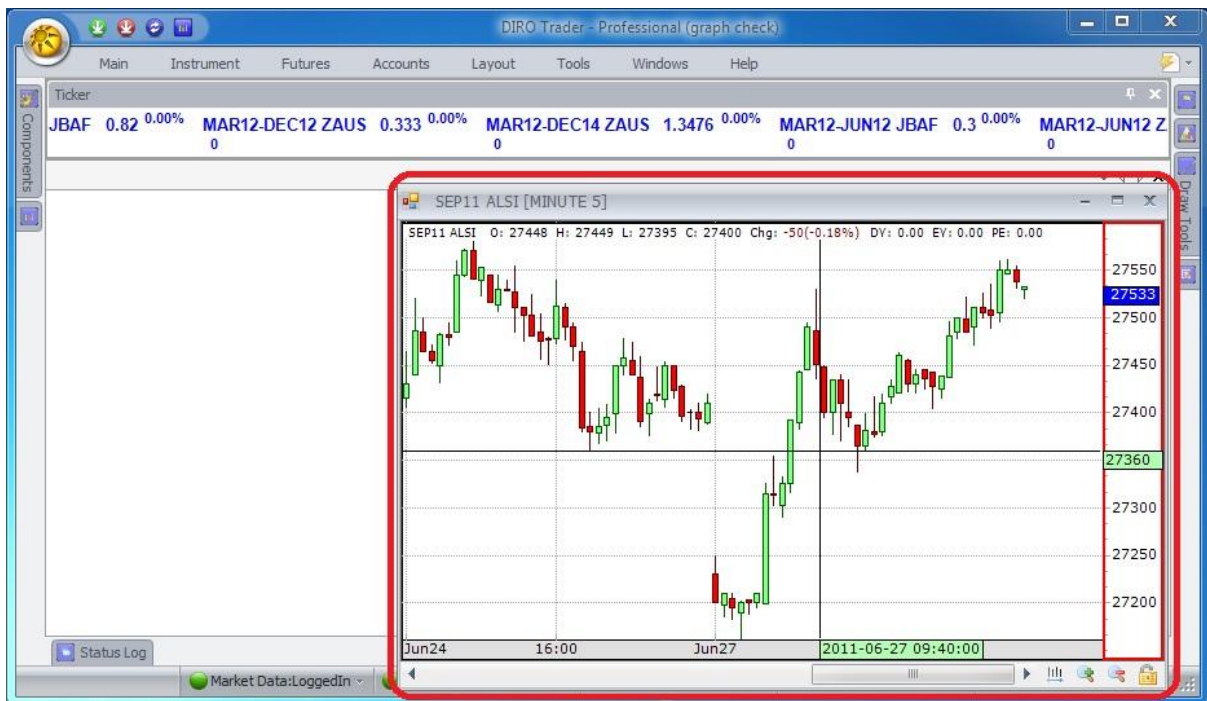 DIRO Trader - Professional (graph check)
Main Instrument Futures Accounts Layout Tools Windows Help
Ticker
JBAF 0.82 0.00% MAR12-DEC12 ZAUS 0.333 0.00% MAR12-DEC14 ZAUS 1.3476 0.00% MAR12-JUN12 JBAF 0.3 0.00% MAR12-JUN12 Z
0 0 0 0
Components
Draw Tools
SEP11 ALSI [MINUTE 5]
SEP11 ALSI O: 27448 H: 27449 L: 27395 C: 27400 Chg: -50(-0.18%) DY: 0.00 EY: 0.00 PE: 0.00
27550
27533
27500
27450
27400
27360
27300
27250
27200
Jun24 16:00 Jun27 2011-06-27 09:40:00
Status Log
Market Data:LoggedIn